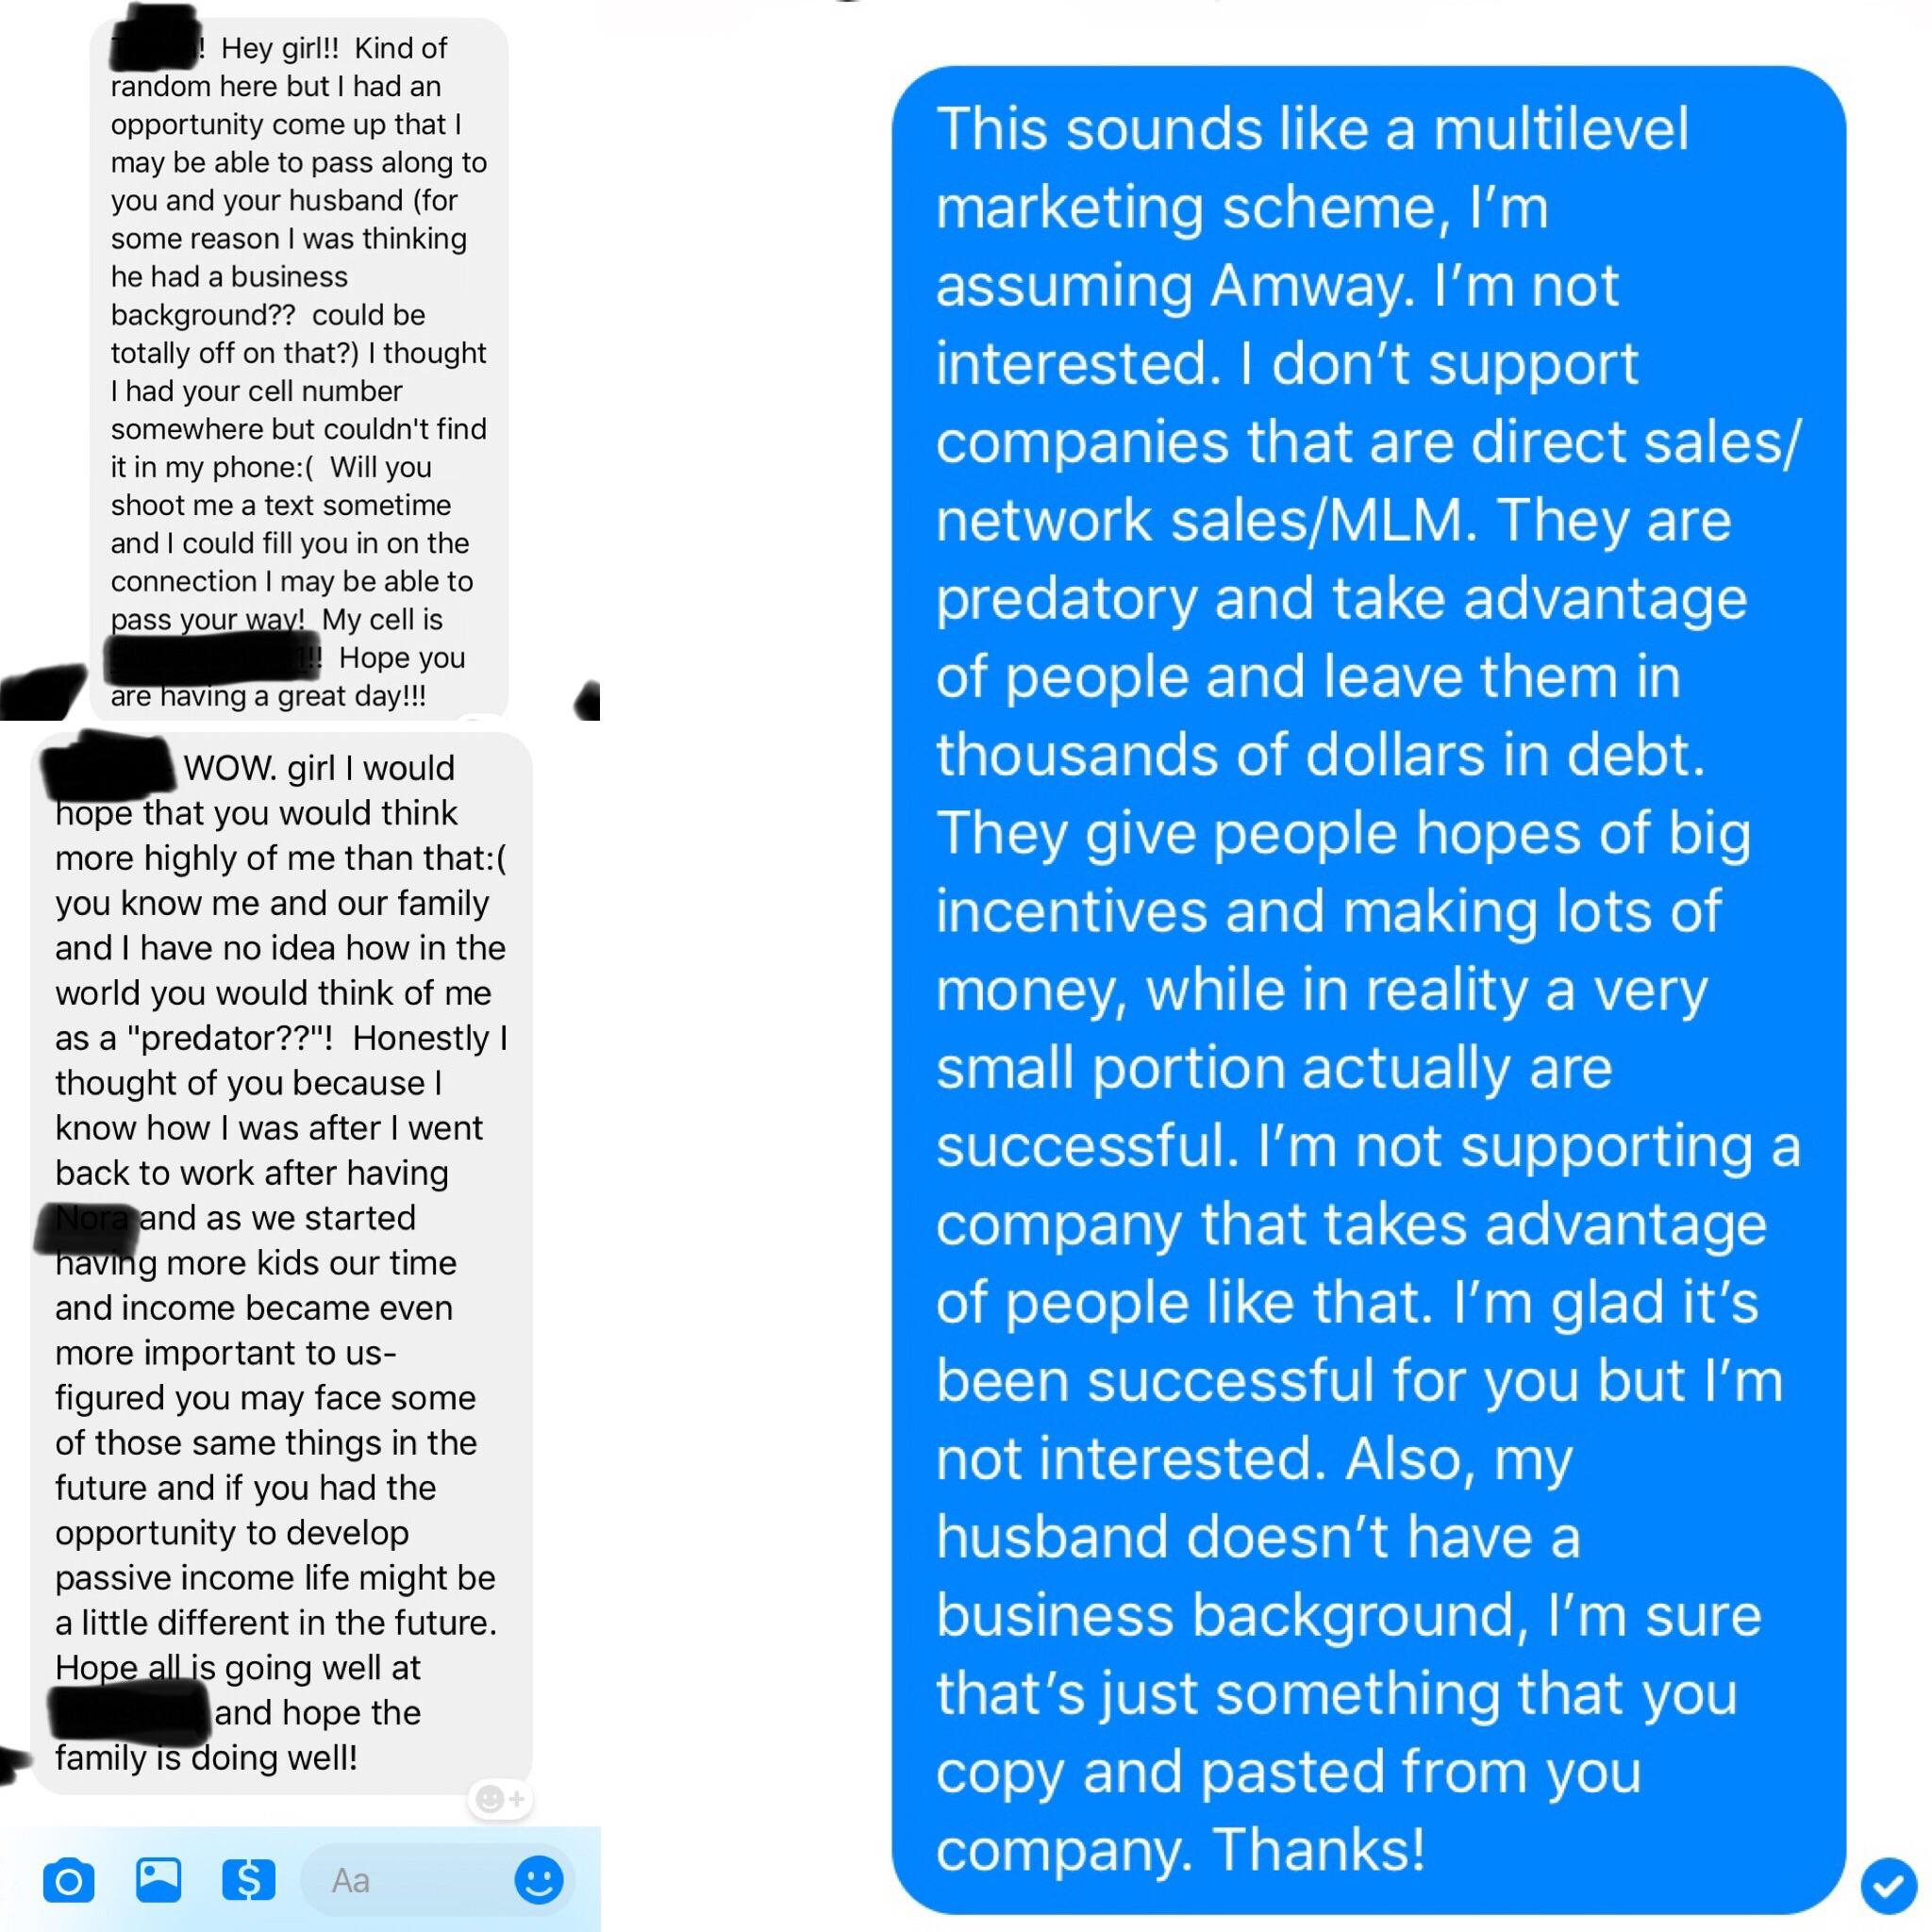 ! Hey girl!! Kind of
random here but I had an
opportunity come up that I
may be able to pass along to
you and your husband (for
some reason I was thinking
he had a business
background?? could be
totally off on that?) I thought
I had your cell number
somewhere but couldn't find
it in my phone:( Will you
shoot me a text sometime
and I could fill you in on the
connection I may be able to
pass your way! My cell is
!! Hope you
are having a great day!!!
WOW. girl I would
hope that you would think
more highly of me than that:(
you know me and our family
and I have no idea how in the
world you would think of me
as a "predator??"! Honestly I
thought of you because I
know how I was after I went
back to work after having
and as we started
having more kids our time
and income became even
more important to us-
figured you may face some
of those same things in the
future and if you had the
opportunity to develop
passive income life might be
a little different in the future.
Hope all is going well at
and hope the
family is doing well!
Aa
This sounds like a multilevel
marketing scheme, I’m
assuming Amway. I’m not
interested. I don’t support
companies that are direct sales/
network sales/MLM. They are
predatory and take advantage
of people and leave them in
thousands of dollars in debt.
They give people hopes of big
incentives and making lots of
money, while in reality a very
small portion actually are
successful. I’m not supporting a
company that takes advantage
of people like that. I’m glad it’s
been successful for you but I’m
not interested. Also, my
husband doesn’t have a
business background, I’m sure
that’s just something that you
copy and pasted from you
company. Thanks!